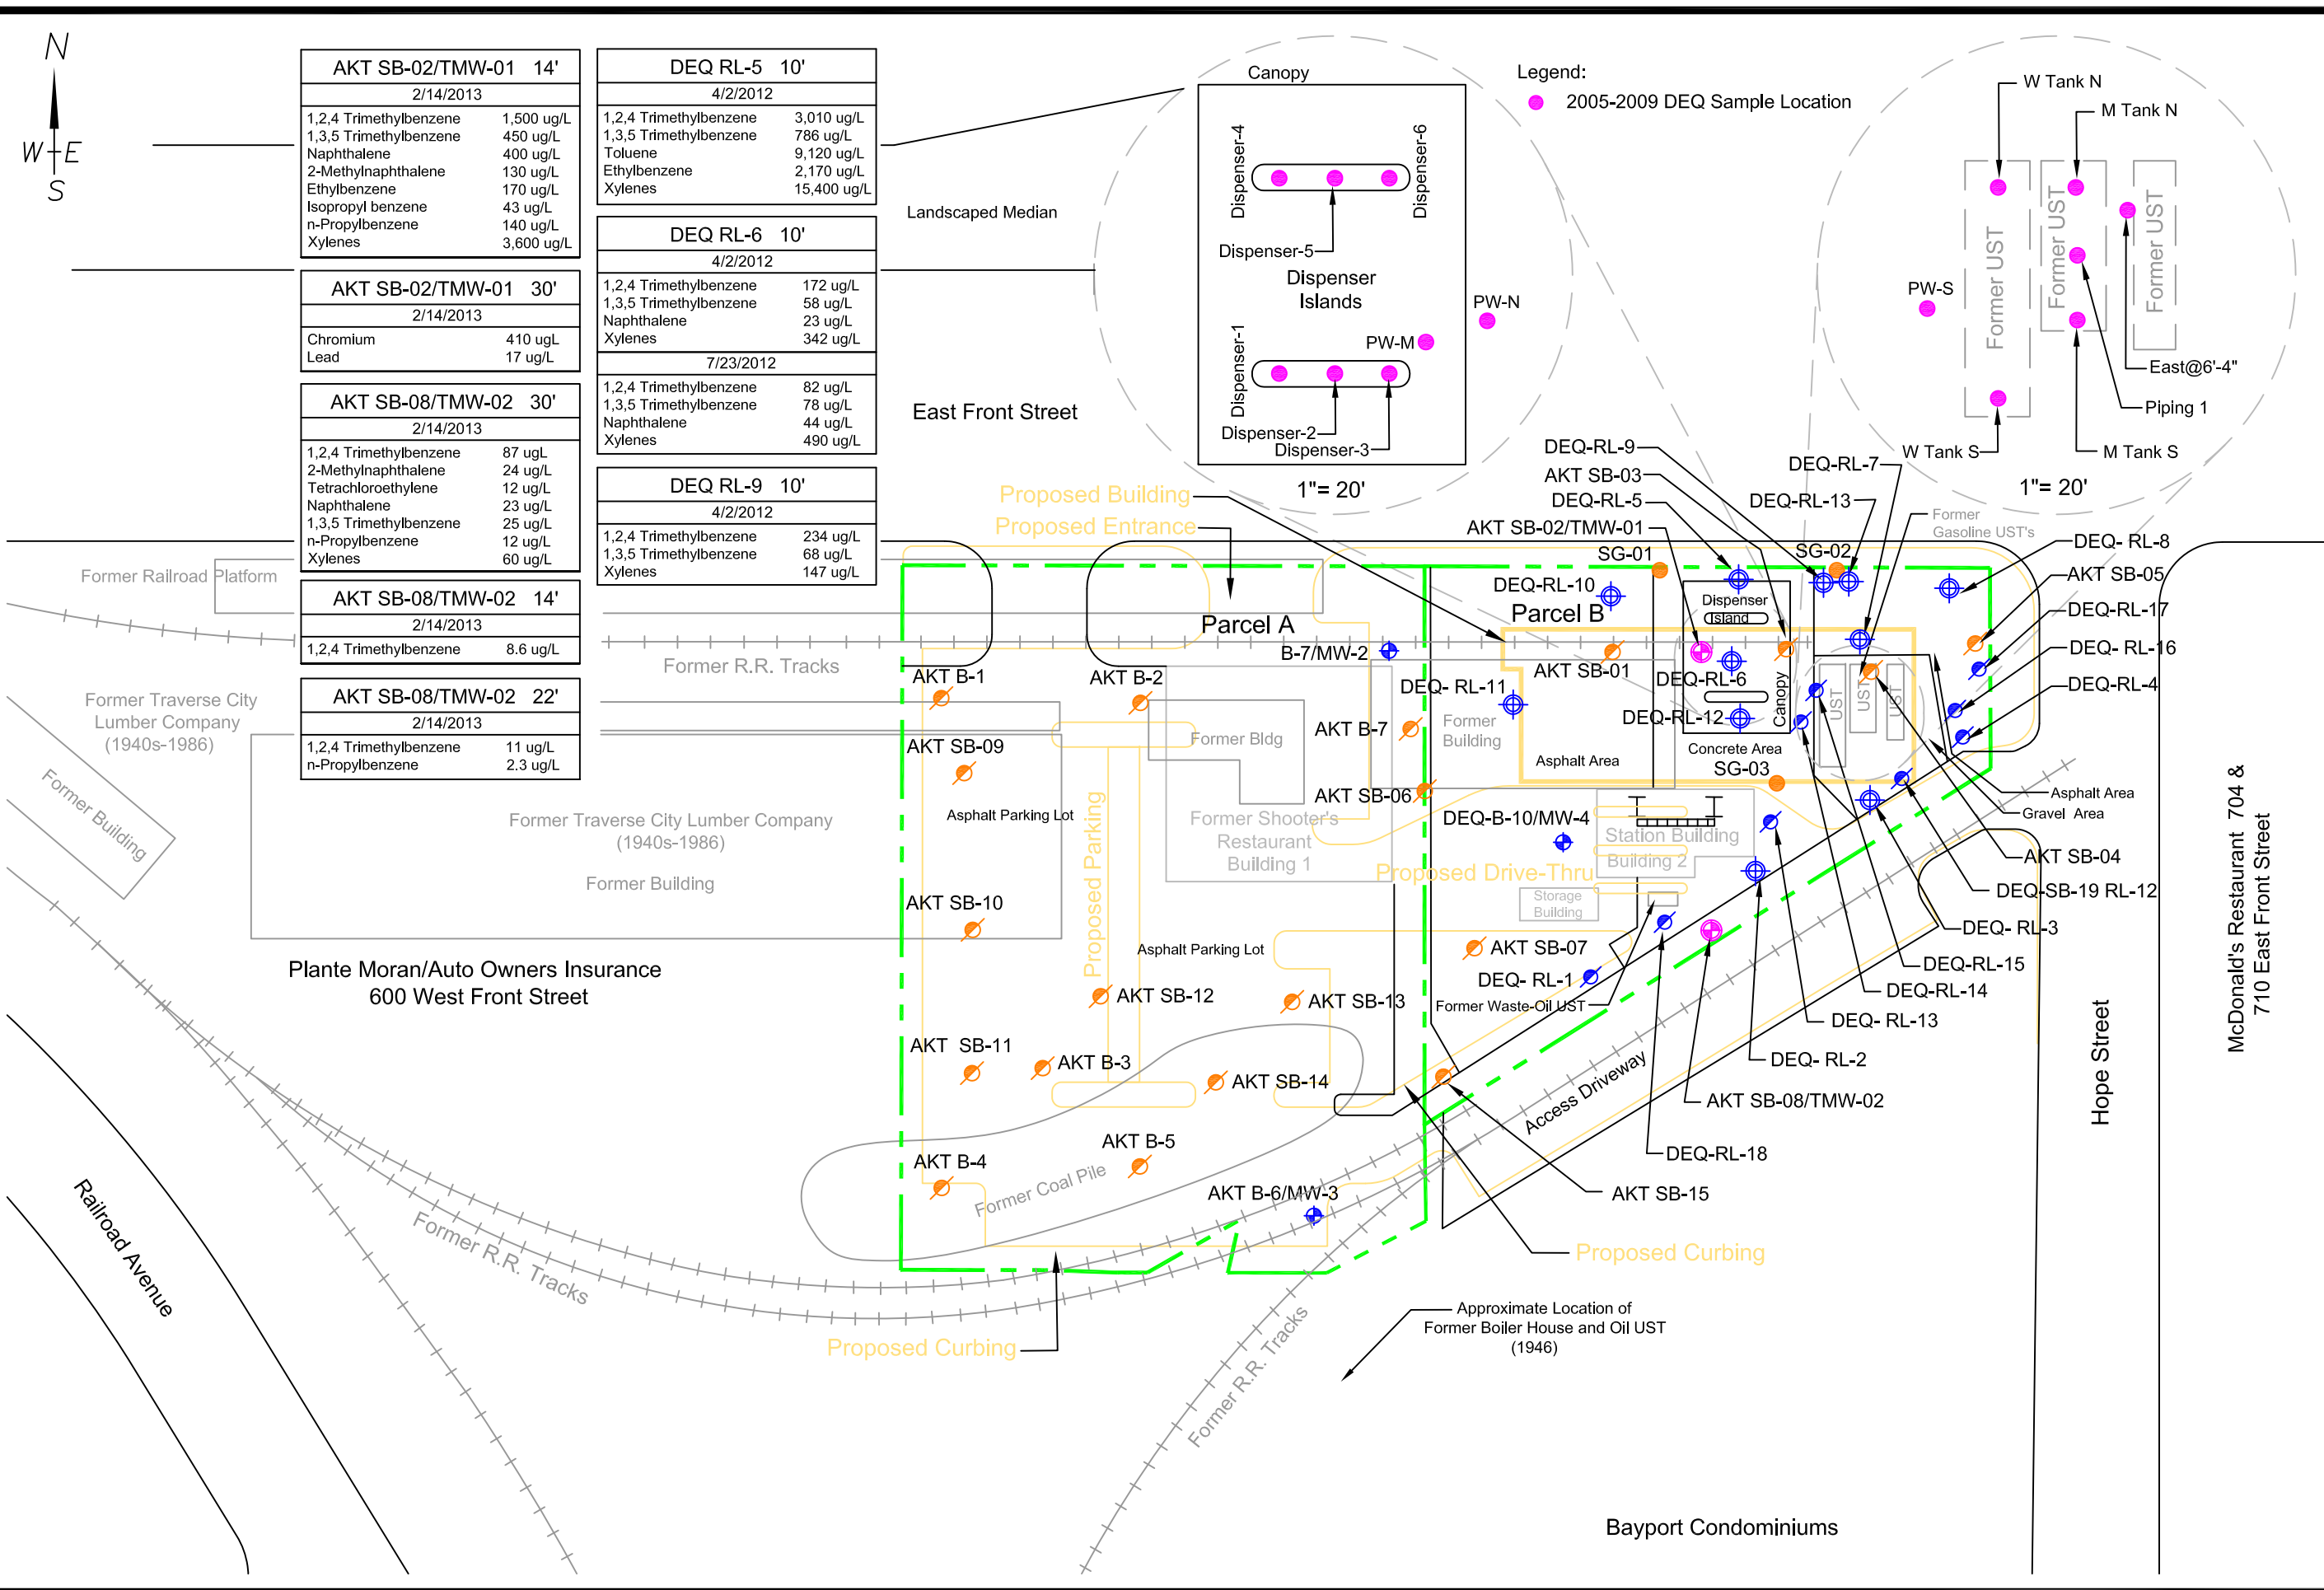 N
W E
S
AKT SB-02/TMW-01 14'
2/14/2013
1,2,4 Trimethylbenzene 1,500 ug/L
1,3,5 Trimethylbenzene 450 ug/L
Naphthalene 400 ug/L
2-Methylnaphthalene 130 ug/L
Ethylbenzene 170 ug/L
Isopropyl benzene 43 ug/L
n-Propylbenzene 140 ug/L
Xylenes 3,600 ug/L
AKT SB-02/TMW-01 30'
2/14/2013
Chromium 410 ugL
Lead 17 ug/L
AKT SB-08/TMW-02 30'
2/14/2013
1,2,4 Trimethylbenzene 87 ugL
2-Methylnaphthalene 24 ug/L
Tetrachloroethylene 12 ug/L
Naphthalene 23 ug/L
1,3,5 Trimethylbenzene 25 ug/L
n-Propylbenzene 12 ug/L
Xylenes 60 ug/L
AKT SB-08/TMW-02 14'
2/14/2013
1,2,4 Trimethylbenzene 8.6 ug/L
AKT SB-08/TMW-02 22'
2/14/2013
1,2,4 Trimethylbenzene 11 ug/L
n-Propylbenzene 2.3 ug/L
DEQ RL-5 10'
4/2/2012
1,2,4 Trimethylbenzene 3,010 ug/L
1,3,5 Trimethylbenzene 786 ug/L
Toluene 9,120 ug/L
Ethylbenzene 2,170 ug/L
Xylenes 15,400 ug/L
DEQ RL-6 10'
4/2/2012
1,2,4 Trimethylbenzene 172 ug/L
1,3,5 Trimethylbenzene 58 ug/L
Naphthalene 23 ug/L
Xylenes 342 ug/L
7/23/2012
1,2,4 Trimethylbenzene 82 ug/L
1,3,5 Trimethylbenzene 78 ug/L
Naphthalene 44 ug/L
Xylenes 490 ug/L
DEQ RL-9 10'
4/2/2012
1,2,4 Trimethylbenzene 234 ug/L
1,3,5 Trimethylbenzene 68 ug/L
Xylenes 147 ug/L
Landscaped Median
East Front Street
Canopy
Dispenser-4
Dispenser-6
Dispenser-5
Dispenser
Islands
PW-N
PW-M
Dispenser-1
Dispenser-2
Dispenser-3
1"= 20'
Legend:
2005-2009 DEQ Sample Location
W Tank N
M Tank N
Former UST
Former UST
Former UST
PW-S
East@6'-4"
Piping 1
W Tank S
M Tank S
1"= 20'
Proposed Building
Proposed Entrance
DEQ-RL-9
AKT SB-03
DEQ-RL-5
AKT SB-02/TMW-01
DEQ-RL-7
DEQ-RL-13
Former
Gasoline UST's
DEQ- RL-8
AKT SB-05
DEQ-RL-17
DEQ- RL-16
DEQ-RL-4
SG-01
SG-02
DEQ-RL-10
Parcel B
Dispenser
Island
Parcel A
B-7/MW-2
AKT SB-01
DEQ-RL-6
DEQ- RL-11
DEQ-RL-12
Canopy
UST
UST
UST
Former Railroad Platform
Former R.R. Tracks
Former Traverse City
Lumber Company
(1940s-1986)
Former Building
AKT B-1
AKT B-2
AKT B-7
Former
Building
Former Bldg
AKT SB-09
Asphalt Area
Concrete Area
SG-03
AKT SB-06
Asphalt Area
Gravel Area
Asphalt Parking Lot
Former Traverse City Lumber Company
(1940s-1986)
Former Building
Proposed Parking
Former Shooter's
Restaurant
Building 1
DEQ-B-10/MW-4
Station Building
Building 2
Proposed Drive-Thru
Storage
Building
AKT SB-04
DEQ-SB-19 RL-12
DEQ- RL-3
DEQ-RL-15
DEQ-RL-14
DEQ- RL-13
DEQ- RL-2
AKT SB-08/TMW-02
DEQ-RL-18
AKT SB-15
AKT SB-10
Asphalt Parking Lot
AKT SB-07
DEQ- RL-1
Former Waste-Oil UST
Plante Moran/Auto Owners Insurance
600 West Front Street
AKT SB-12
AKT SB-13
AKT SB-11
AKT B-3
AKT SB-14
Access Driveway
AKT B-5
AKT B-4
Former Coal Pile
AKT B-6/MW-3
Railroad Avenue
Former R.R. Tracks
Proposed Curbing
Proposed Curbing
Former R.R. Tracks
Approximate Location of
Former Boiler House and Oil UST
(1946)
Hope Street
McDonald's Restaurant 704 &
710 East Front Street
Bayport Condominiums